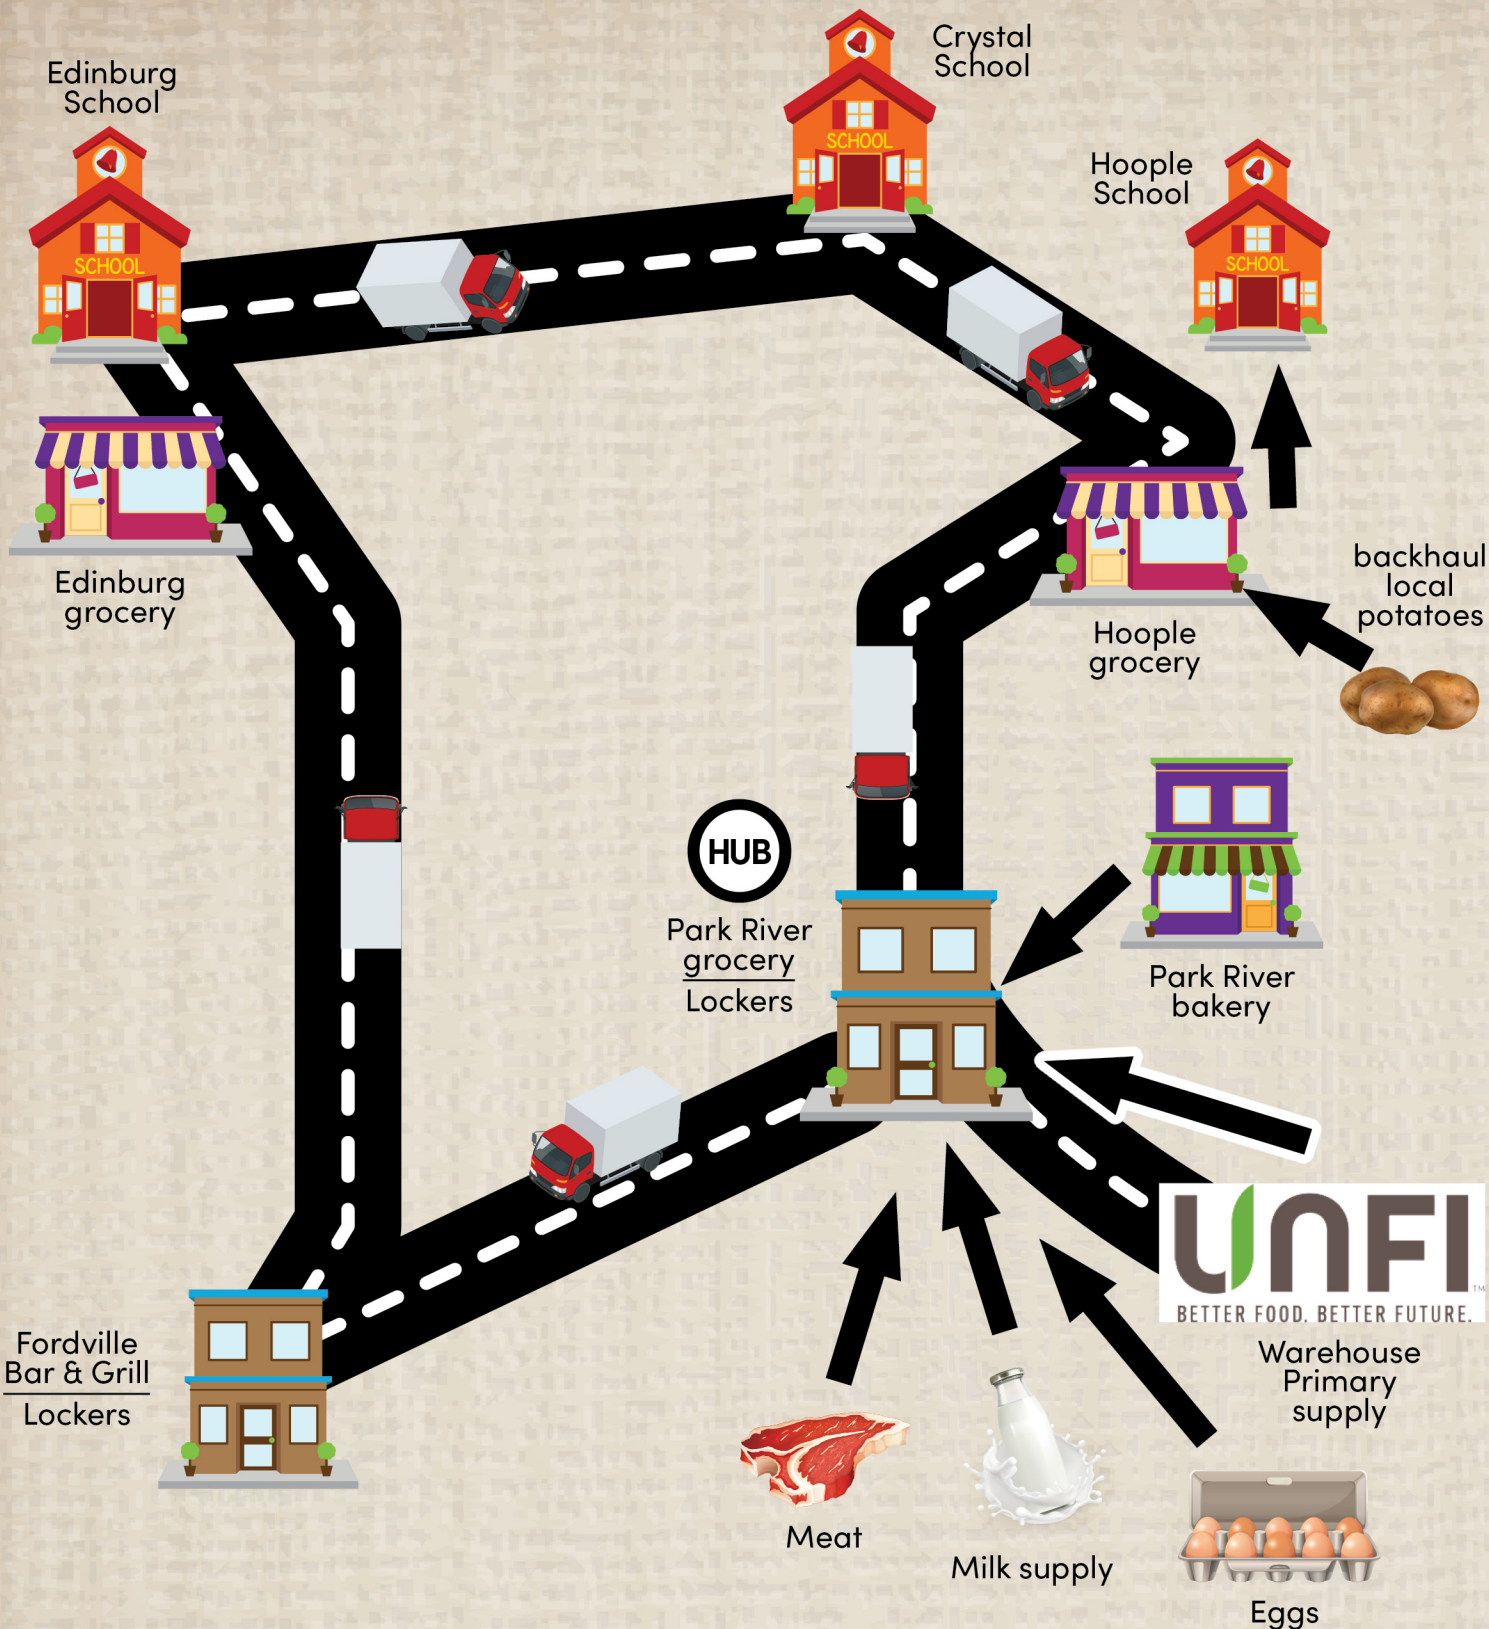 Crystal
School
Edinburg
School
SCHOOL
Hoople
School
SCHOOL
SCHOOL
Edinburg
grocery
backhaul
local
potatoes
Hoople
grocery
HUB
Park River
grocery
Lockers
Park River
bakery
UNFI
TM
BETTER FOOD. BETTER FUTURE.
Warehouse
Primary
supply
Fordville
Bar & Grill
Lockers
Meat
Milk supply
Eggs